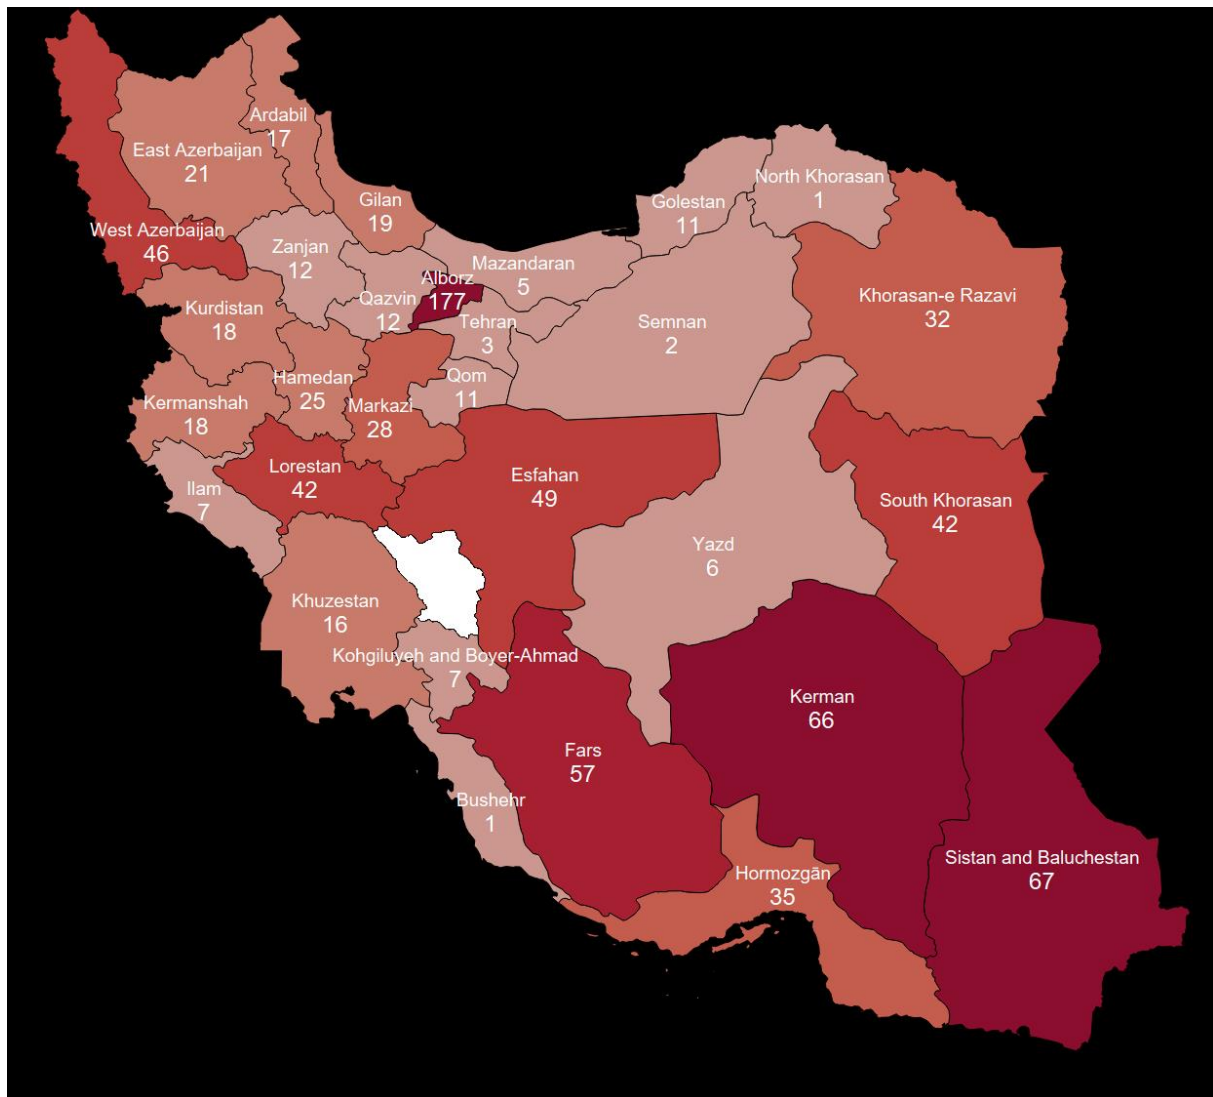 Ardabil
17
East Azerbaijan
21
North Khorasan
1
Gilan
19
Golestan
11
West Azerbaijan
46
Zanjan
12
Mazandaran
5
Alborz
177
Khorasan-e Razavi
32
Qazvin
12
Kurdistan
18
Tehran
3
Semnan
2
Hamedan
25
Qom
11
Kermanshah
18
Markazi
28
Lorestan
42
Esfahan
49
Ilam
7
South Khorasan
42
Yazd
6
Khuzestan
16
Kohgiluyeh and Boyer-Ahmad
7
Kerman
66
Fars
57
Bushehr
1
Sistan and Baluchestan
67
Hormozgān
35